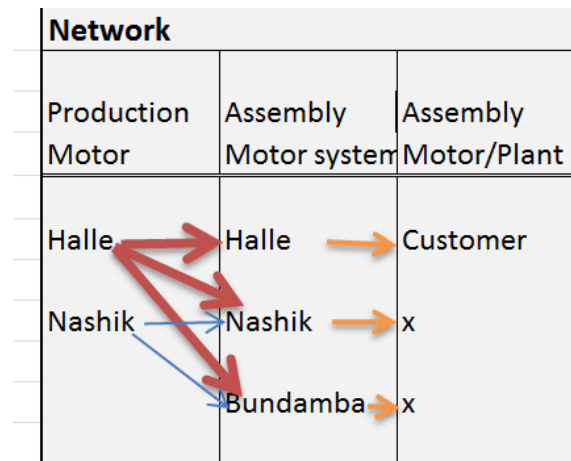 Network
Production Assembly Assembly
Motor Motor system Motor/Plant
Halle Halle Customer
Nashik Nashik x
Bundamba x